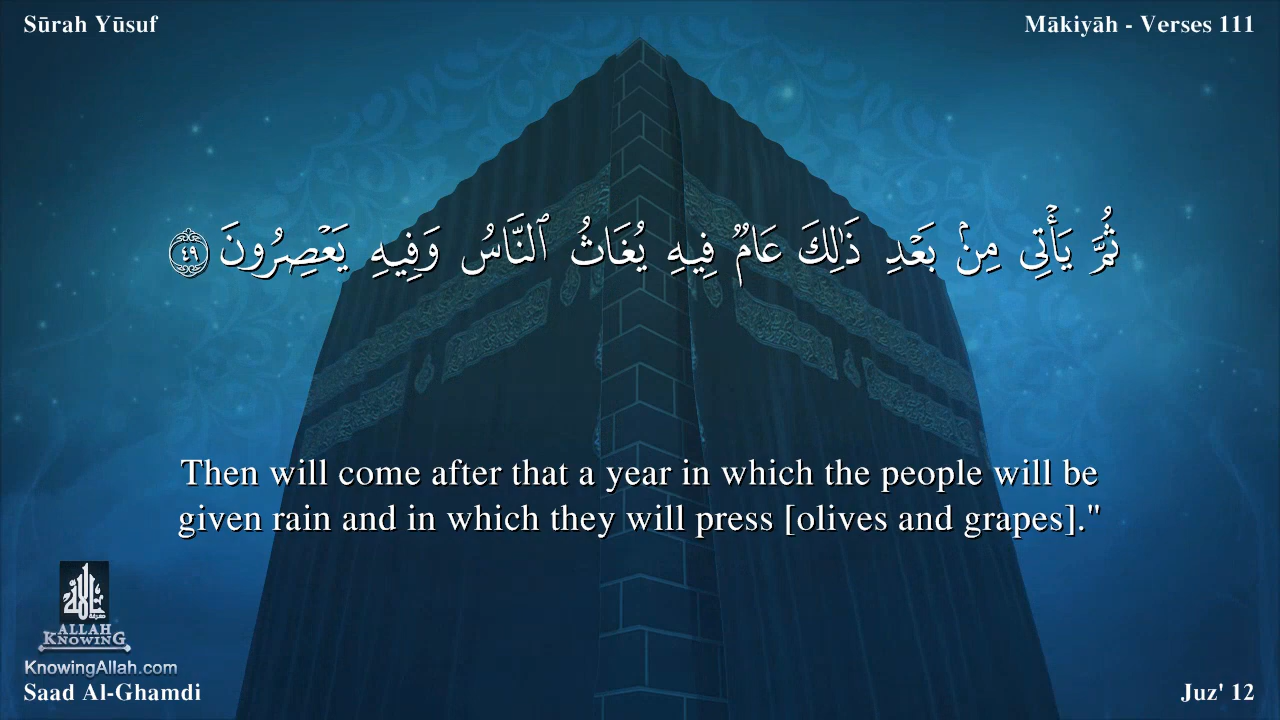 Sūrah Yūsuf
Mākiyāh - Verses 111
ثُمَّ يَأْتِى مِنۢ بَعْدِ ذَٰلِكَ عَامٌ فِيهِ يُغَاثُ ٱلنَّاسُ وَفِيهِ يَعْصِرُونَ ٤٩
Then will come after that a year in which the people will be
given rain and in which they will press [olives and grapes]."
ALLAH
KNOWING
KnowingAllah.com
Saad Al-Ghamdi
Juz' 12